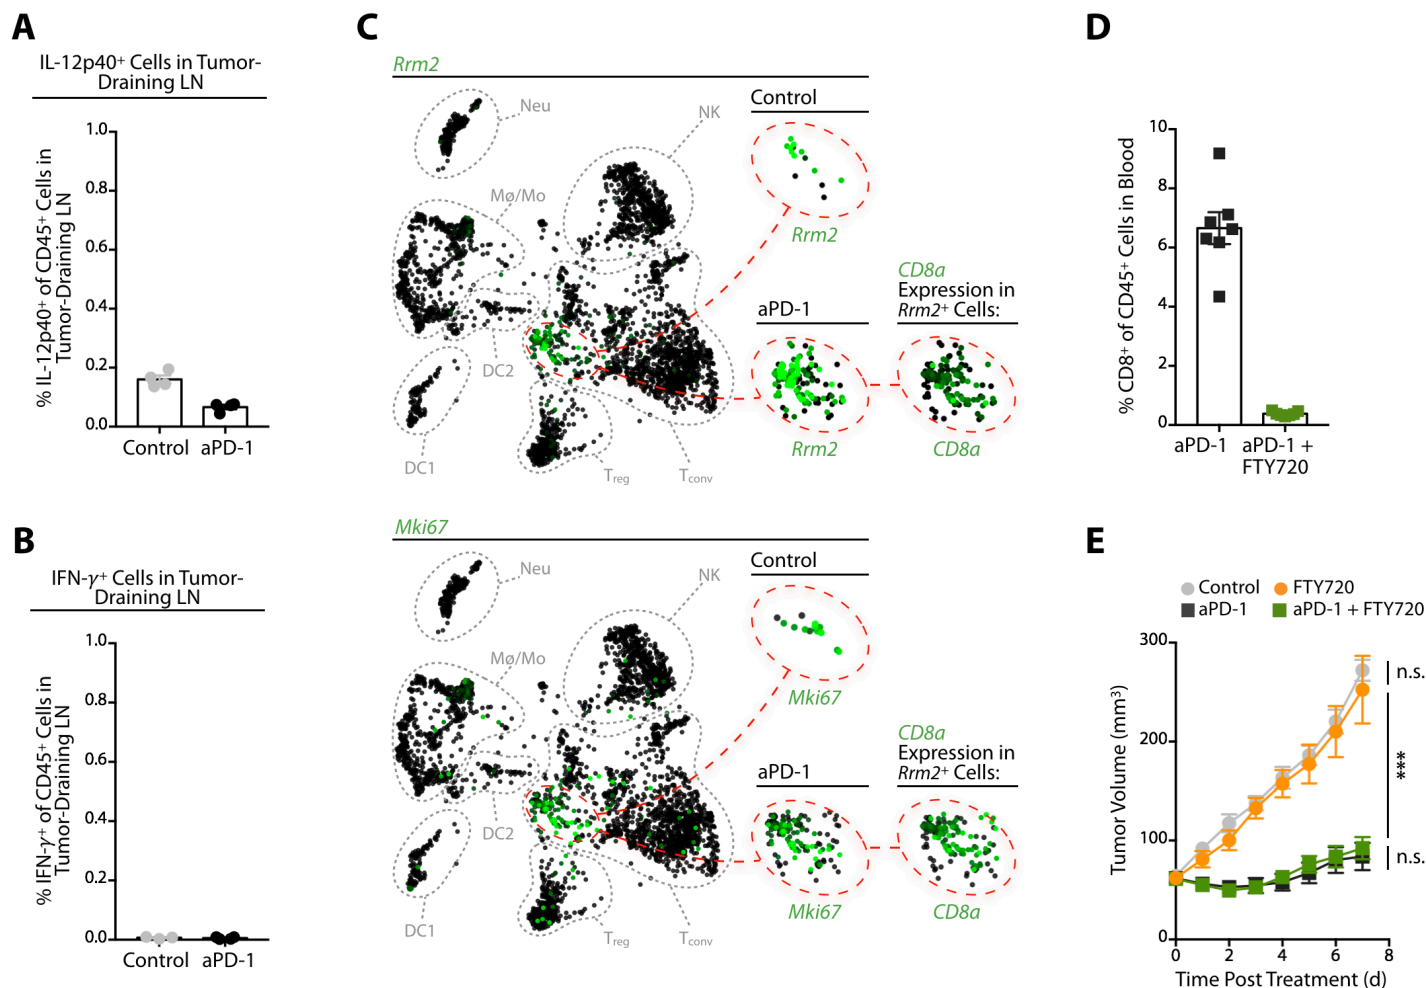 A
IL-12p40⁺ Cells in Tumor-
Draining LN
% IL-12p40⁺ of CD45⁺ Cells in
Tumor-Draining LN
1.0
0.8
0.6
0.4
0.2
0.0
Control
aPD-1
B
IFN-γ⁺ Cells in Tumor-
Draining LN
% IFN-γ⁺ of CD45⁺ Cells in
Tumor-Draining LN
1.0
0.8
0.6
0.4
0.2
0.0
Control
aPD-1
C
Rrm2
Neu
NK
Mø/Mo
DC2
DC1
Treg
Tconv
Control
Rrm2
aPD-1
Rrm2
CD8a
Expression in
Rrm2⁺ Cells:
CD8a
Mki67
Neu
NK
Mø/Mo
DC2
DC1
Treg
Tconv
Control
Mki67
aPD-1
Mki67
CD8a
Expression in
Rrm2⁺ Cells:
CD8a
D
% CD8⁺ of CD45⁺ Cells in Blood
10
8
6
4
2
0
aPD-1
aPD-1 +
FTY720
E
Control
FTY720
aPD-1
aPD-1 + FTY720
Tumor Volume (mm³)
300
200
100
0
n.s.
***
n.s.
0
2
4
6
8
Time Post Treatment (d)